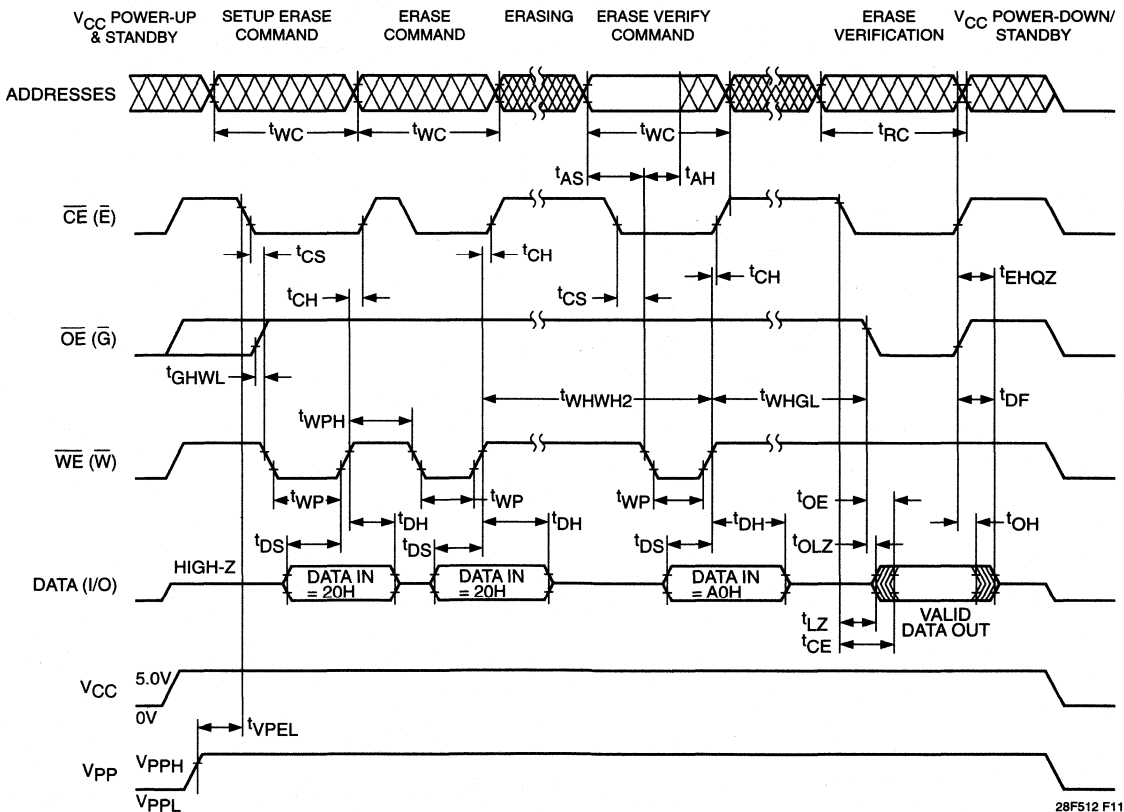 VCC POWER-UP & STANDBY
SETUP ERASE COMMAND
ERASE COMMAND
ERASING
ERASE VERIFY COMMAND
ERASE VERIFICATION
VCC POWER-DOWN/ STANDBY
ADDRESSES
tWC
tWC
tWC
tRC
tAS
tAH
CE (E)
tCS
tCH
tCH
tCS
tCH
tEHQZ
OE (G)
tGHWL
tWHWH2
tWHGL
tDF
tWPH
WE (W)
tWP
tWP
tWP
tOE
tDH
tDH
tDH
tOH
tDS
tDS
tDS
tOLZ
HIGH-Z
DATA (I/O)
DATA IN = 20H
DATA IN = 20H
DATA IN = A0H
VALID DATA OUT
tLZ
tCE
VCC
5.0V
0V
tVPEL
VPP
VPPH
VPPL
28F512 F11